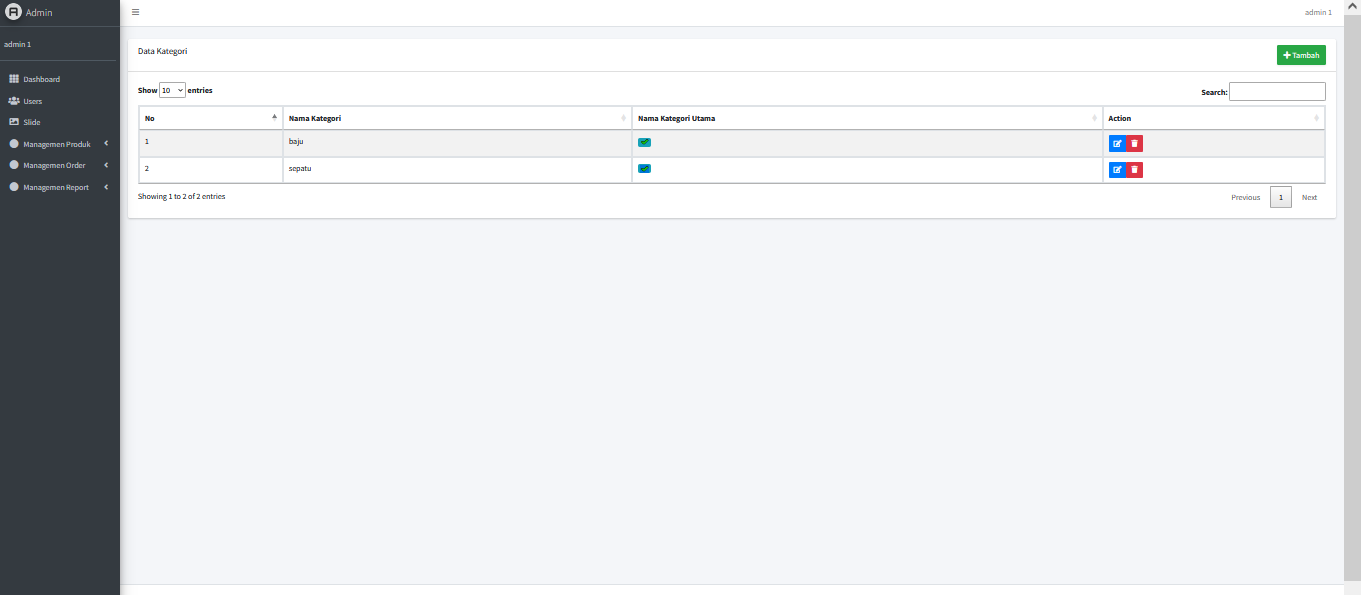 Admin
admin 1
admin 1
Dashboard
Users
Slide
Managemen Produk
Managemen Order
Managemen Report
Data Kategori
Tambah
Show 10 entries
Search:
No Nama Kategori Nama Kategori Utama Action
1 baju
2 sepatu
Showing 1 to 2 of 2 entries
Previous 1 Next